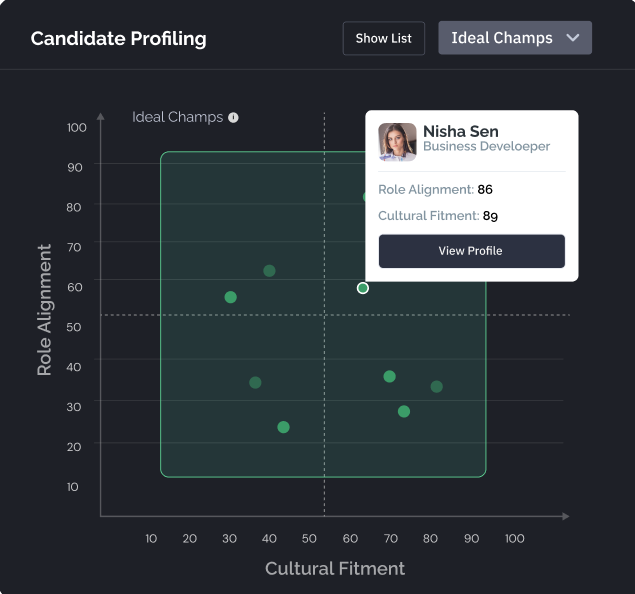 Candidate Profiling
Show List
Ideal Champs
Ideal Champs
Nisha Sen
Business Develoeper
Role Alignment: 86
Cultural Fitment: 89
View Profile
Role Alignment
100
90
80
70
60
50
40
30
20
10
10 20 30 40 50 60 70 80 90 100
Cultural Fitment